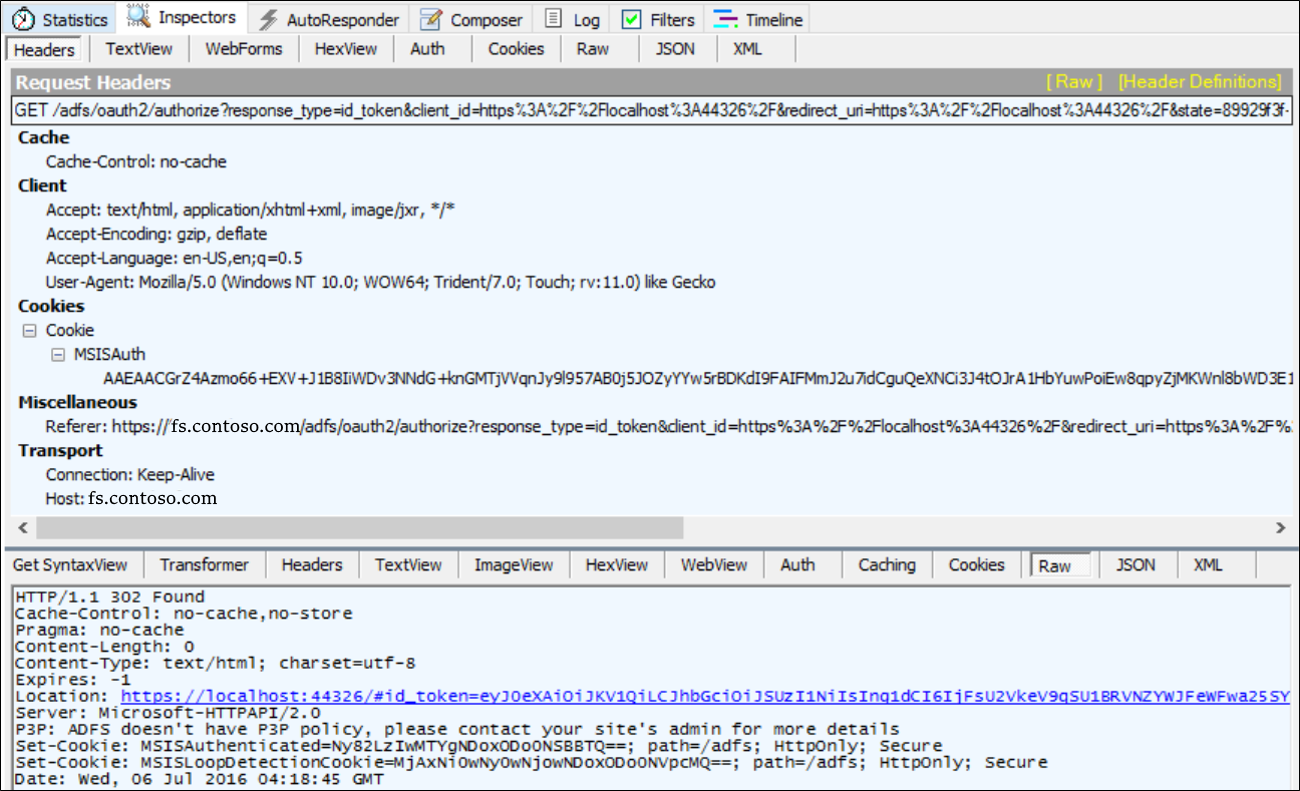 Statistics Inspectors AutoResponder Composer Log Filters Timeline
Headers TextView WebForms HexView Auth Cookies Raw JSON XML
Request Headers [ Raw ] [Header Definitions]
GET /adfs/oauth2/authorize?response_type=id_token&client_id=https%3A%2F%2Flocalhost%3A44326%2F&redirect_uri=https%3A%2F%2Flocalhost%3A44326%2F&state=89929f3f-
Cache
Cache-Control: no-cache
Client
Accept: text/html, application/xhtml+xml, image/jxr, */*
Accept-Encoding: gzip, deflate
Accept-Language: en-US,en;q=0.5
User-Agent: Mozilla/5.0 (Windows NT 10.0; WOW64; Trident/7.0; Touch; rv:11.0) like Gecko
Cookies
Cookie
MSISAuth
AAEAACGrZ4Azmo66+EXV+J1B8IiWDv3NNdG+knGMTjVVqnJy9l957AB0j5JOZyYYw5rBDKdI9FAIFMmJ2u7idCguQeXNCi3J4tOJrA1HbYuwPoiEw8qpyZjMKWnl8bWD3E1
Miscellaneous
Referer: https://fs.contoso.com/adfs/oauth2/authorize?response_type=id_token&client_id=https%3A%2F%2Flocalhost%3A44326%2F&redirect_uri=https%3A%2F%
Transport
Connection: Keep-Alive
Host: fs.contoso.com
Get SyntaxView Transformer Headers TextView ImageView HexView WebView Auth Caching Cookies Raw JSON XML
HTTP/1.1 302 Found
Cache-Control: no-cache,no-store
Pragma: no-cache
Content-Length: 0
Content-Type: text/html; charset=utf-8
Expires: -1
Location: https://localhost:44326/#id_token=eyJ0eXAiOiJKV1QiLCJhbGciOiJSUzI1NiIsIng1dCI6IjFsU2VkeV9qSU1BRVNZYWJFeWFwa25SY
Server: Microsoft-HTTPAPI/2.0
P3P: ADFS doesn't have P3P policy, please contact your site's admin for more details
Set-Cookie: MSISAuthenticated=Ny82LzIwMTYgNDoxODo0NSBBTQ==; path=/adfs; HttpOnly; Secure
Set-Cookie: MSISLoopDetectionCookie=MjAxNi0wNy0wNjowNDoxODo0NVpcMQ==; path=/adfs; HttpOnly; Secure
Date: Wed, 06 Jul 2016 04:18:45 GMT